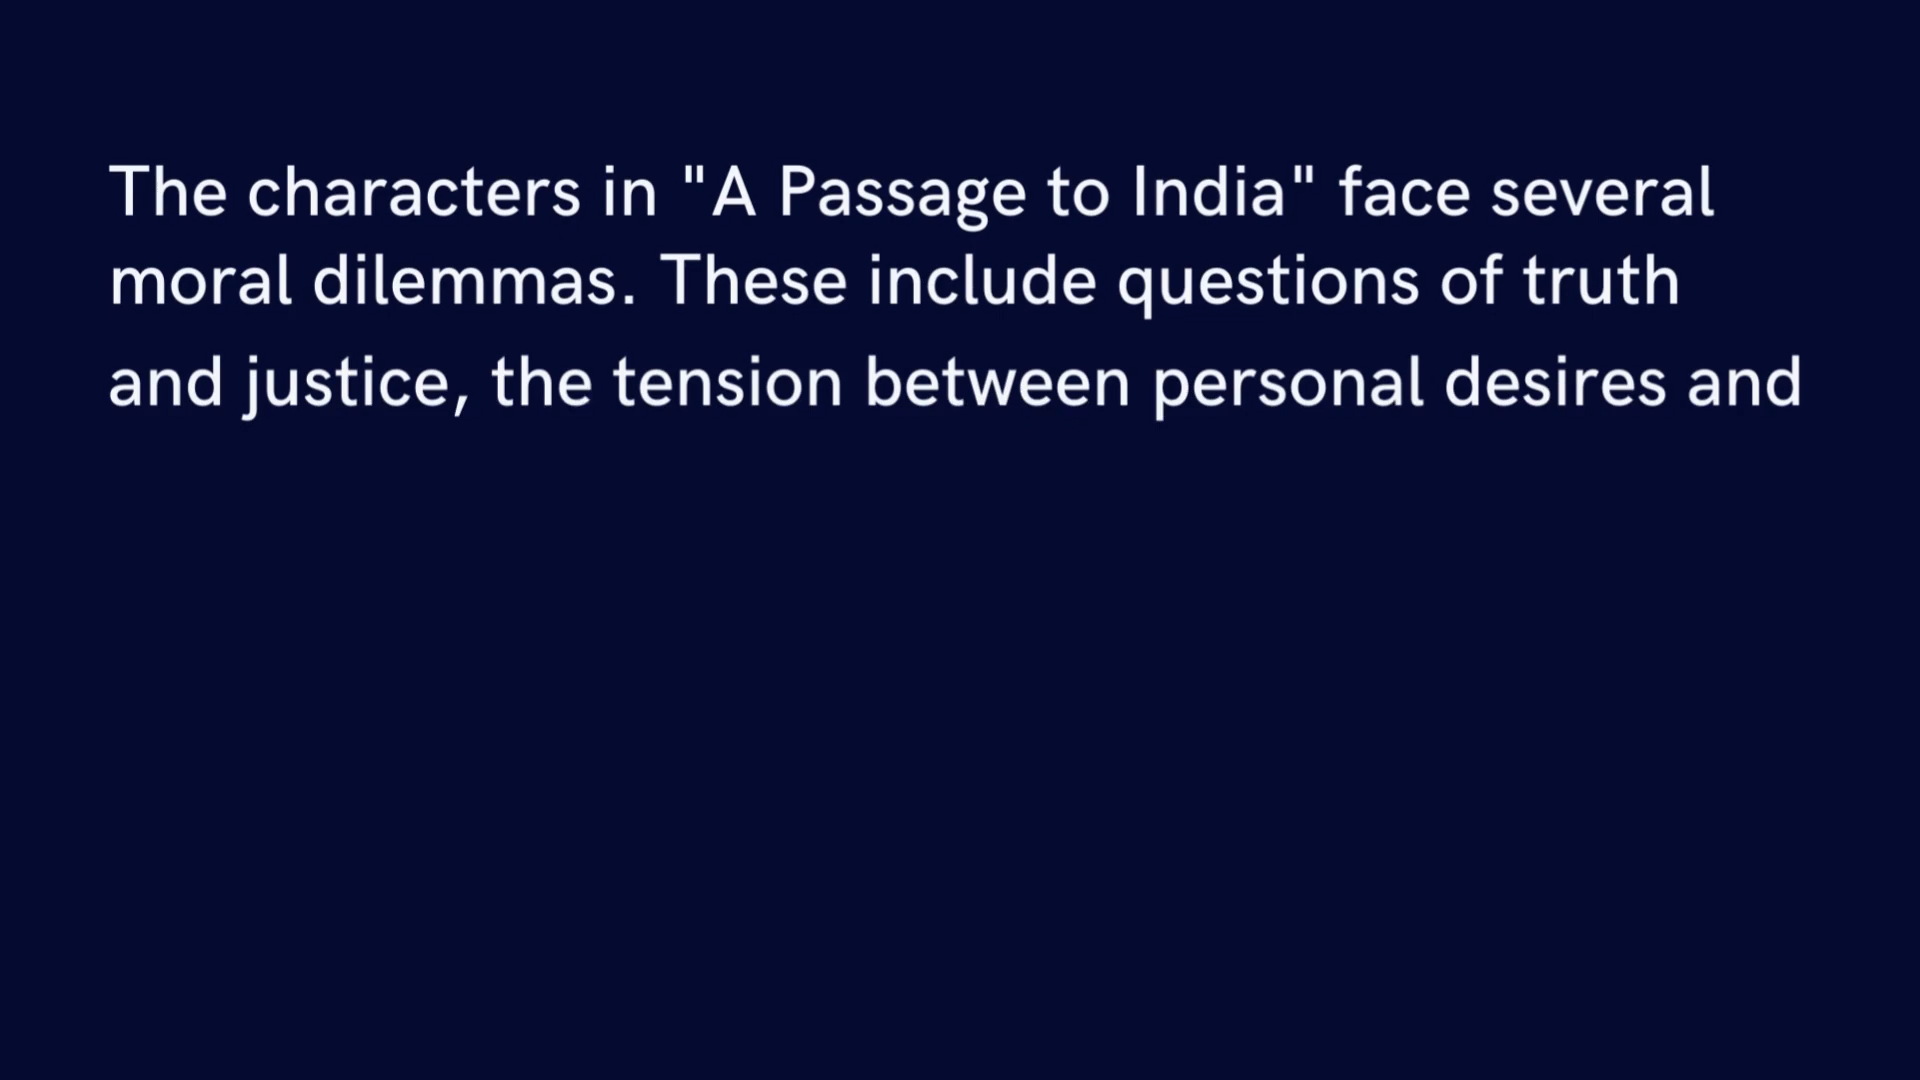 The characters in "A Passage to India" face several
moral dilemmas. These include questions of truth
and justice, the tension between personal desires and